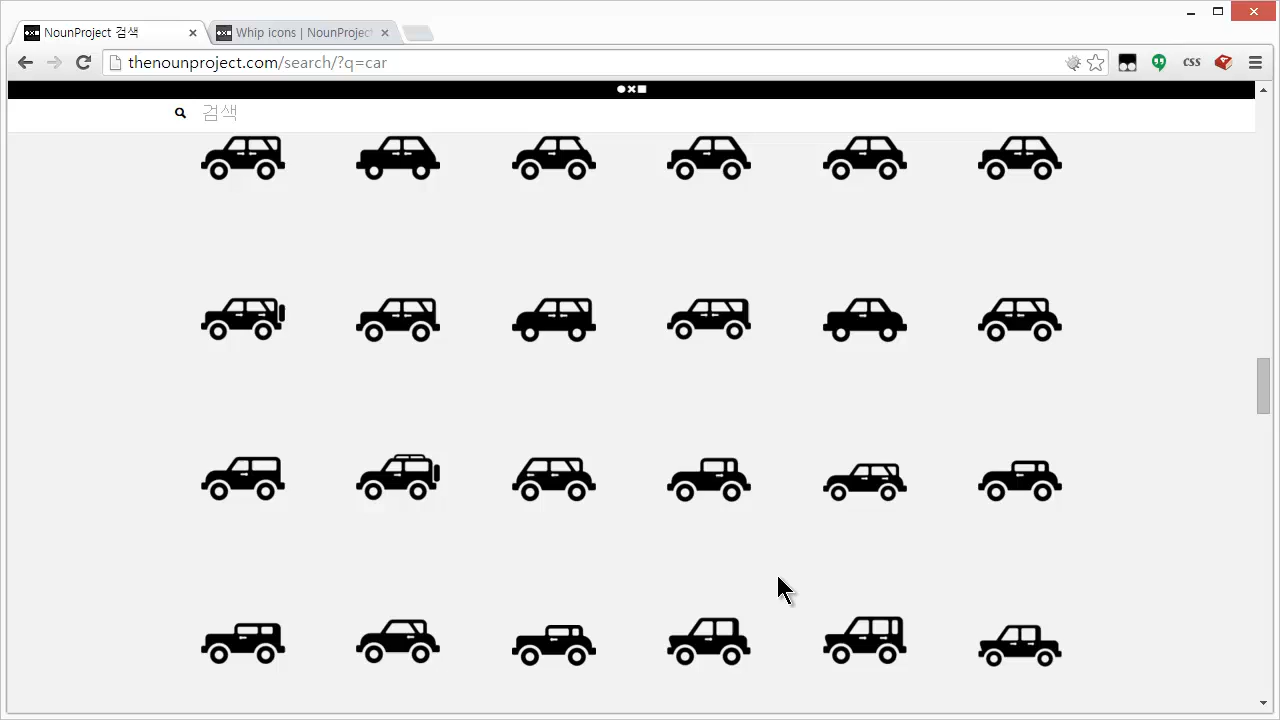 NounProject 검색
Whip icons | NounProject
thenounproject.com/search/?q=car
CSS
검색